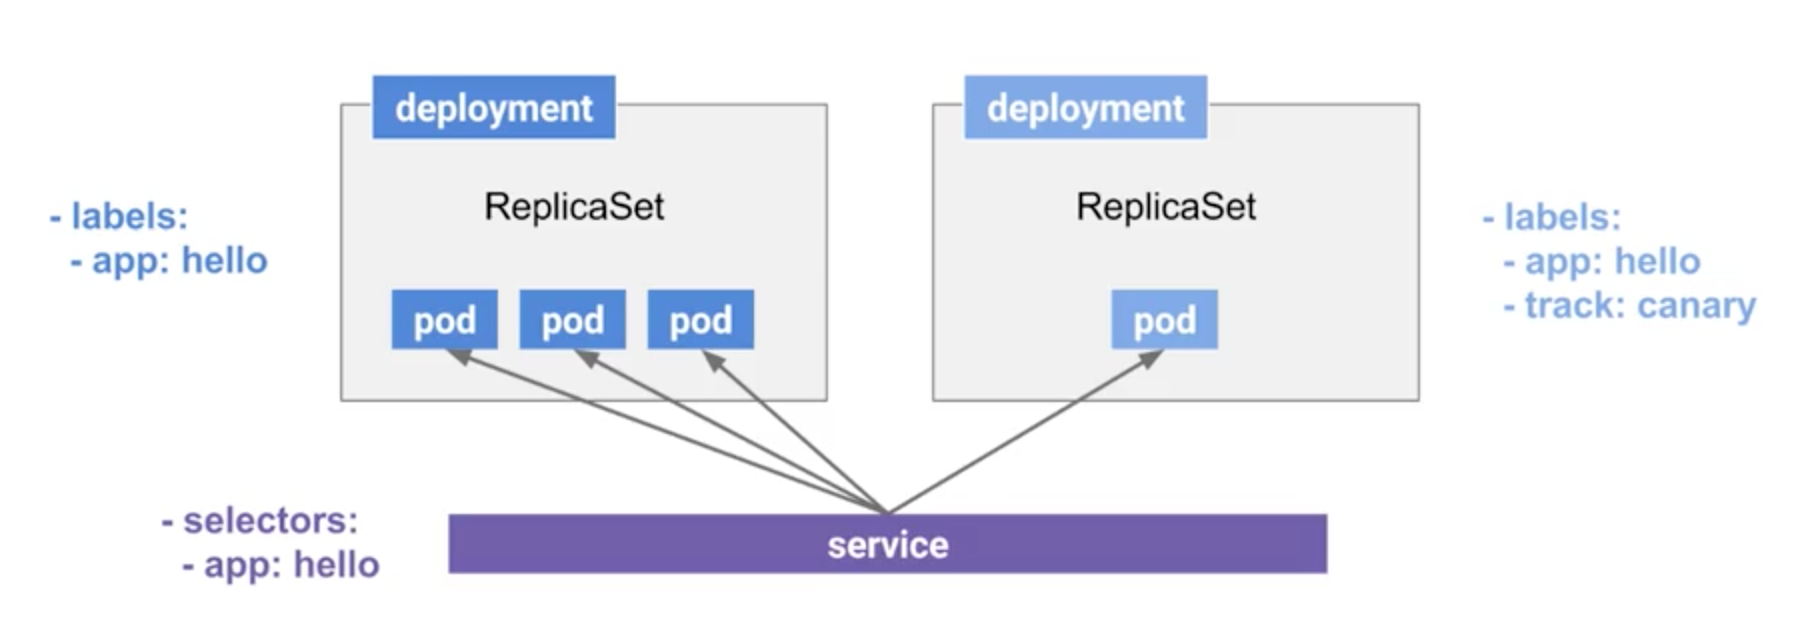 deployment
deployment
ReplicaSet
ReplicaSet
- labels:
- app: hello
- labels:
- app: hello
- track: canary
pod pod pod
pod
- selectors:
- app: hello
service